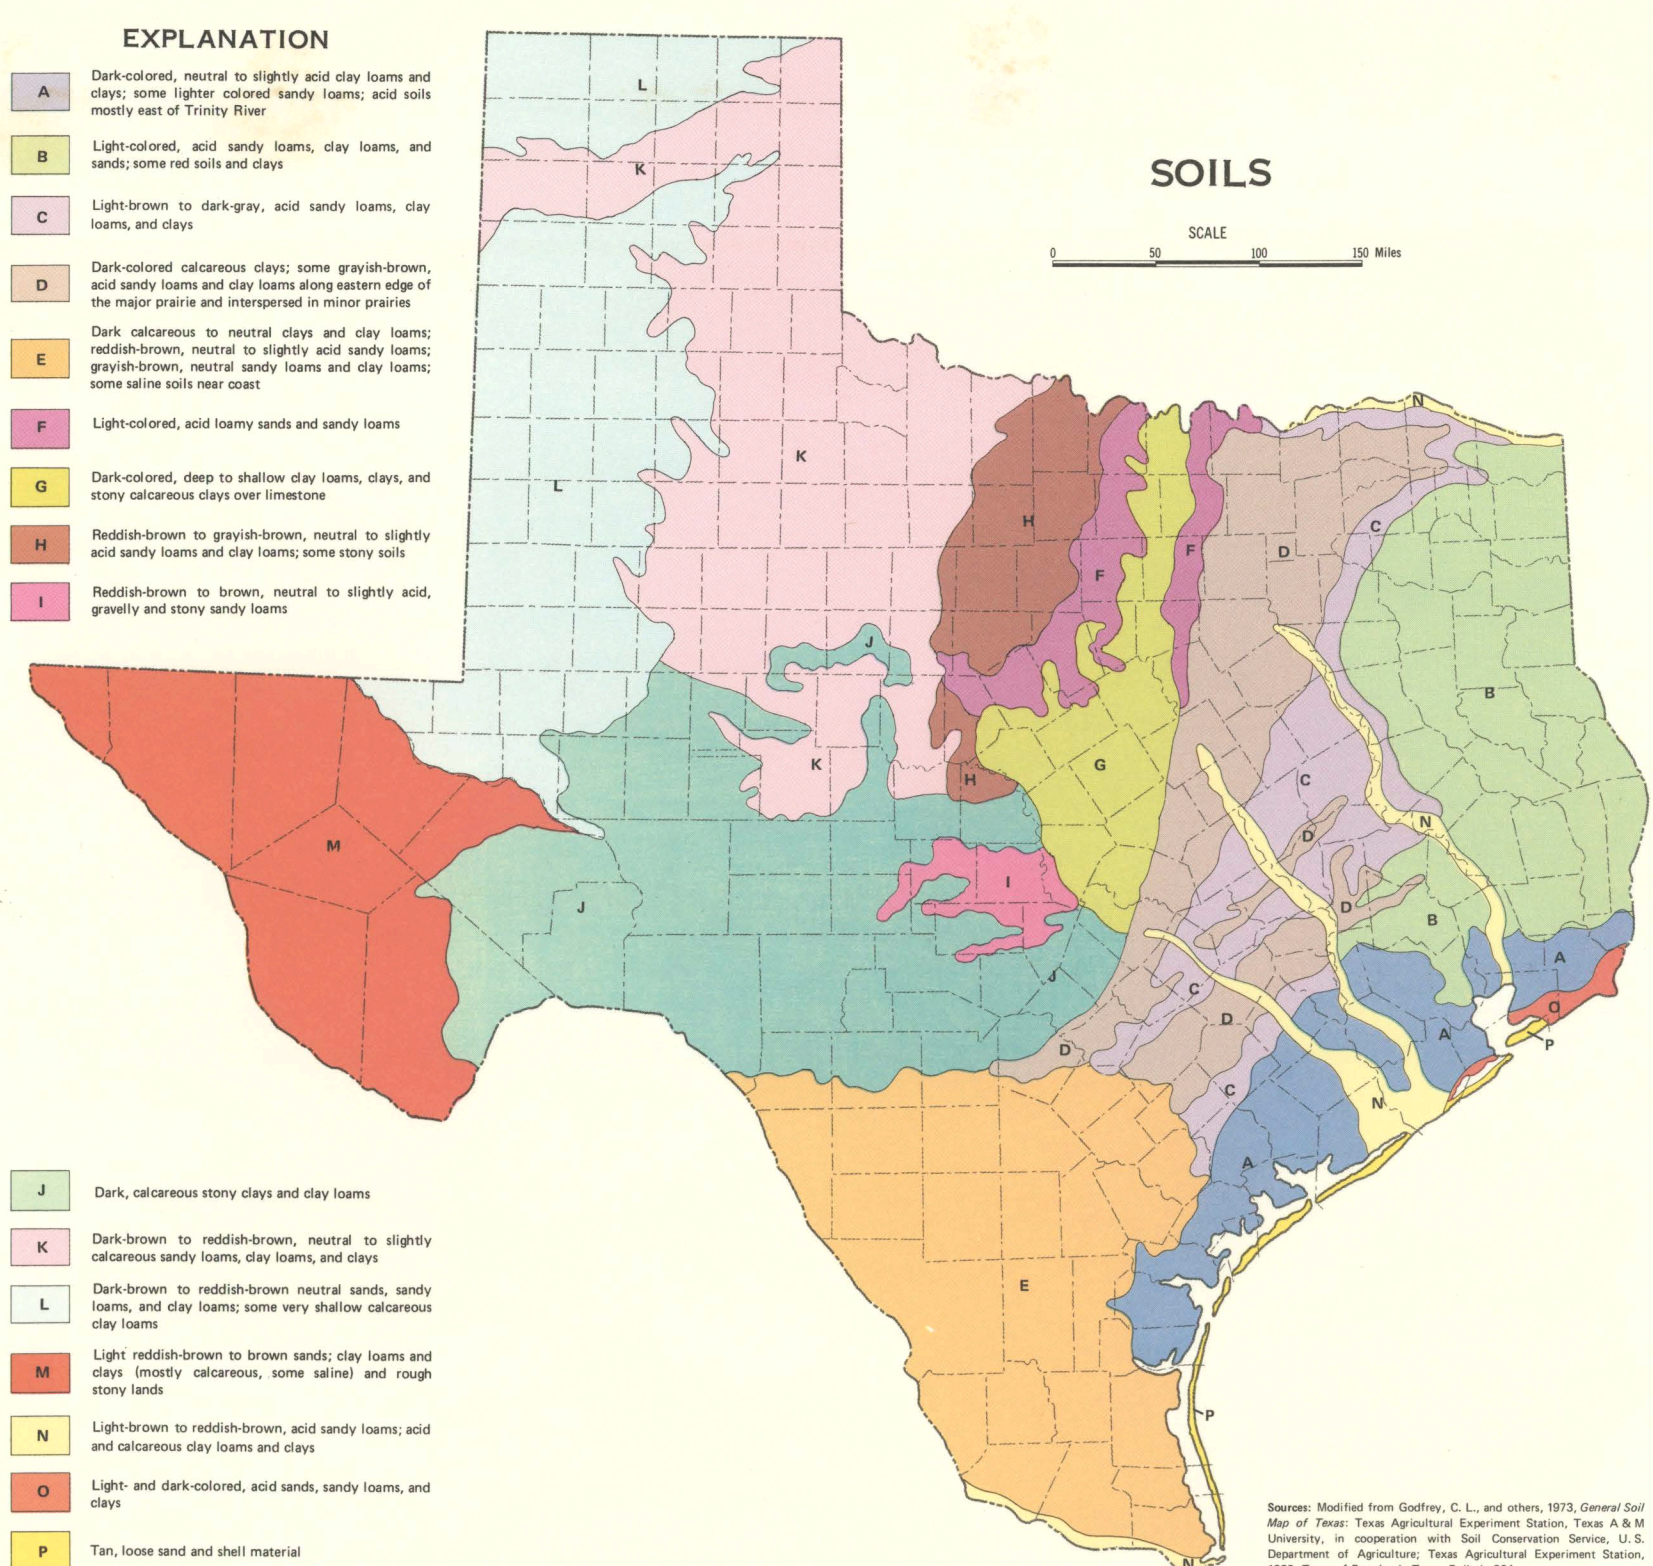 EXPLANATION
A
Dark-colored, neutral to slightly acid clay loams and
clays; some lighter colored sandy loams; acid soils
mostly east of Trinity River
B
Light-colored, acid sandy loams, clay loams, and
sands; some red soils and clays
C
Light-brown to dark-gray, acid sandy loams, clay
loams, and clays
D
Dark-colored calcareous clays; some grayish-brown,
acid sandy loams and clay loams along eastern edge of
the major prairie and interspersed in minor prairies
E
Dark calcareous to neutral clays and clay loams;
reddish-brown, neutral to slightly acid sandy loams;
grayish-brown, neutral sandy loams and clay loams;
some saline soils near coast
F
Light-colored, acid loamy sands and sandy loams
G
Dark-colored, deep to shallow clay loams, clays, and
stony calcareous clays over limestone
H
Reddish-brown to grayish-brown, neutral to slightly
acid sandy loams and clay loams; some stony soils
I
Reddish-brown to brown, neutral to slightly acid,
gravelly and stony sandy loams
J
Dark, calcareous stony clays and clay loams
K
Dark-brown to reddish-brown, neutral to slightly
calcareous sandy loams, clay loams, and clays
L
Dark-brown to reddish-brown neutral sands, sandy
loams, and clay loams; some very shallow calcareous
clay loams
M
Light reddish-brown to brown sands; clay loams and
clays (mostly calcareous, some saline) and rough
stony lands
N
Light-brown to reddish-brown, acid sandy loams; acid
and calcareous clay loams and clays
O
Light- and dark-colored, acid sands, sandy loams, and
clays
P
Tan, loose sand and shell material
SOILS
SCALE
0 50 100 150 Miles
L
K
N
K
L
H
C
F
D
F
J
B
K
H
G
C
N
D
M
I
J
D
B
A
J
C
O
D
A
P
D
C
N
A
E
P
N
Sources: Modified from Godfrey, C. L., and others, 1973, General Soil
Map of Texas: Texas Agricultural Experiment Station, Texas A & M
University, in cooperation with Soil Conservation Service, U. S.
Department of Agriculture; Texas Agricultural Experiment Station,